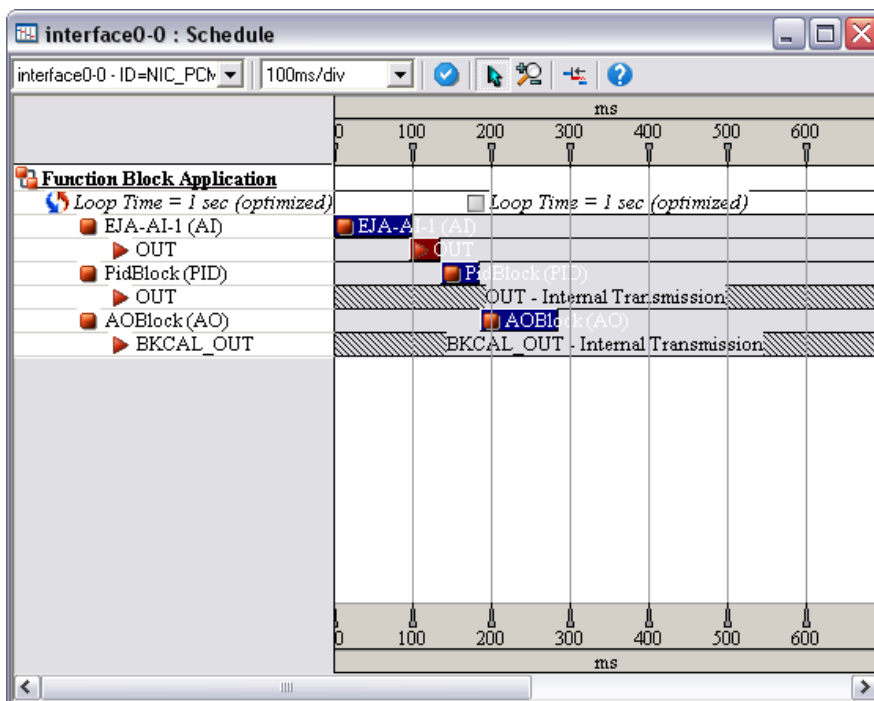 interface0-0 : Schedule
interface0-0 - ID=NIC_PCM 100ms/div
ms
0 100 200 300 400 500 600
Function Block Application
Loop Time = 1 sec (optimized) Loop Time = 1 sec (optimized)
EJA-AI-1 (AI) EJA-AI-1 (AI)
OUT OUT
PidBlock (PID) PidBlock (PID)
OUT OUT - Internal Transmission
AOBlock (AO) AOBlock (AO)
BKCAL_OUT BKCAL_OUT - Internal Transmission
0 100 200 300 400 500 600
ms